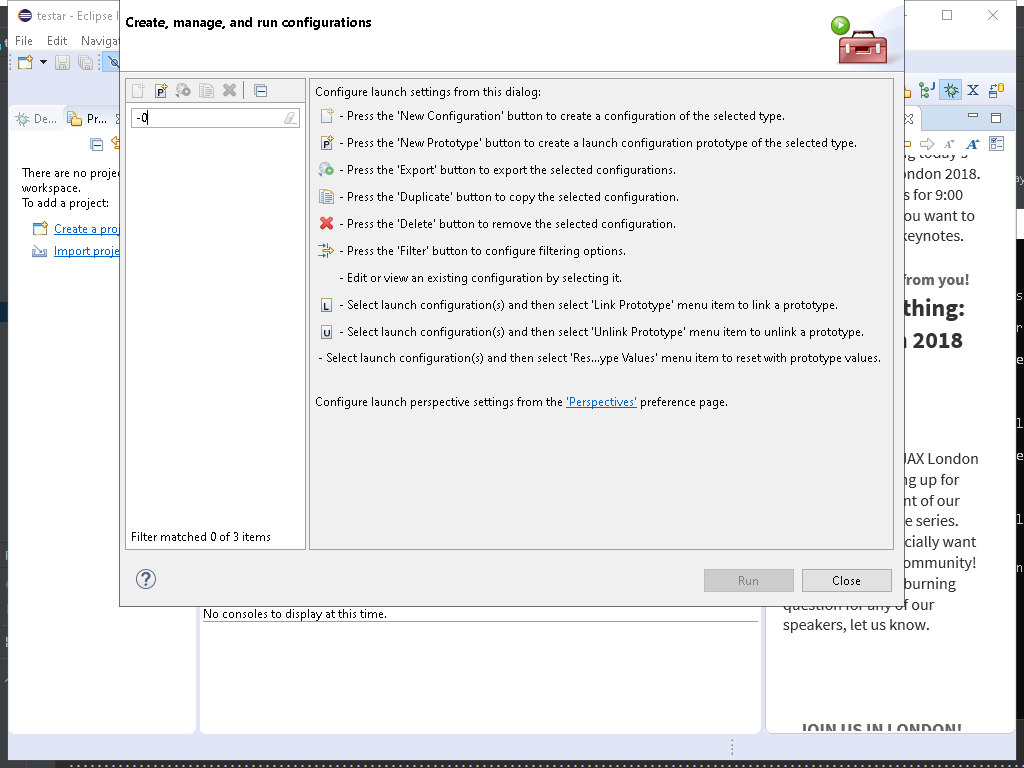 testar - Eclipse I
File Edit Navigat
Create, manage, and run configurations
-0
Filter matched 0 of 3 items
Configure launch settings from this dialog:
- Press the 'New Configuration' button to create a configuration of the selected type.
- Press the 'New Prototype' button to create a launch configuration prototype of the selected type.
- Press the 'Export' button to export the selected configurations.
- Press the 'Duplicate' button to copy the selected configuration.
- Press the 'Delete' button to remove the selected configuration.
- Press the 'Filter' button to configure filtering options.
- Edit or view an existing configuration by selecting it.
- Select launch configuration(s) and then select 'Link Prototype' menu item to link a prototype.
- Select launch configuration(s) and then select 'Unlink Prototype' menu item to unlink a prototype.
- Select launch configuration(s) and then select 'Res...ype Values' menu item to reset with prototype values.
Configure launch perspective settings from the 'Perspectives' preference page.
Run
Close
De...
Pr...
There are no proje
workspace.
To add a project:
Create a proj
Import proje
No consoles to display at this time.
g today's
ondon 2018.
s for 9:00
ou want to
keynotes.
from you!
thing:
2018
JAX London
ng up for
nt of our
e series.
cially want
ommunity!
burning
question for any of our
speakers, let us know.
JOIN US IN LONDON!